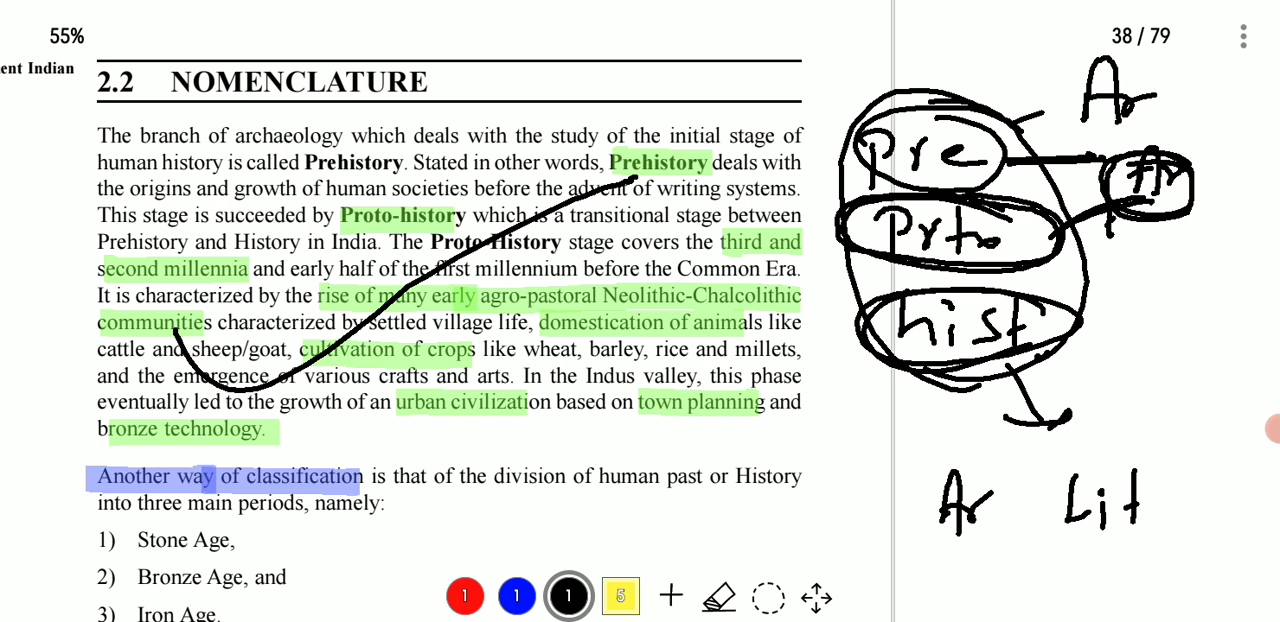 55%
38 / 79
ent Indian
2.2 NOMENCLATURE
The branch of archaeology which deals with the study of the initial stage of
human history is called Prehistory. Stated in other words, Prehistory deals with
the origins and growth of human societies before the advent of writing systems.
This stage is succeeded by Proto-history which is a transitional stage between
Prehistory and History in India. The Proto-History stage covers the third and
second millennia and early half of the first millennium before the Common Era.
It is characterized by the rise of many early agro-pastoral Neolithic-Chalcolithic
communities characterized by settled village life, domestication of animals like
cattle and sheep/goat, cultivation of crops like wheat, barley, rice and millets,
and the emergence of various crafts and arts. In the Indus valley, this phase
eventually led to the growth of an urban civilization based on town planning and
bronze technology.
Another way of classification is that of the division of human past or History
into three main periods, namely:
1) Stone Age,
2) Bronze Age, and
3) Iron Age.
Ar
Pre
Ar
hist
Ar Lit
1 1 1 5